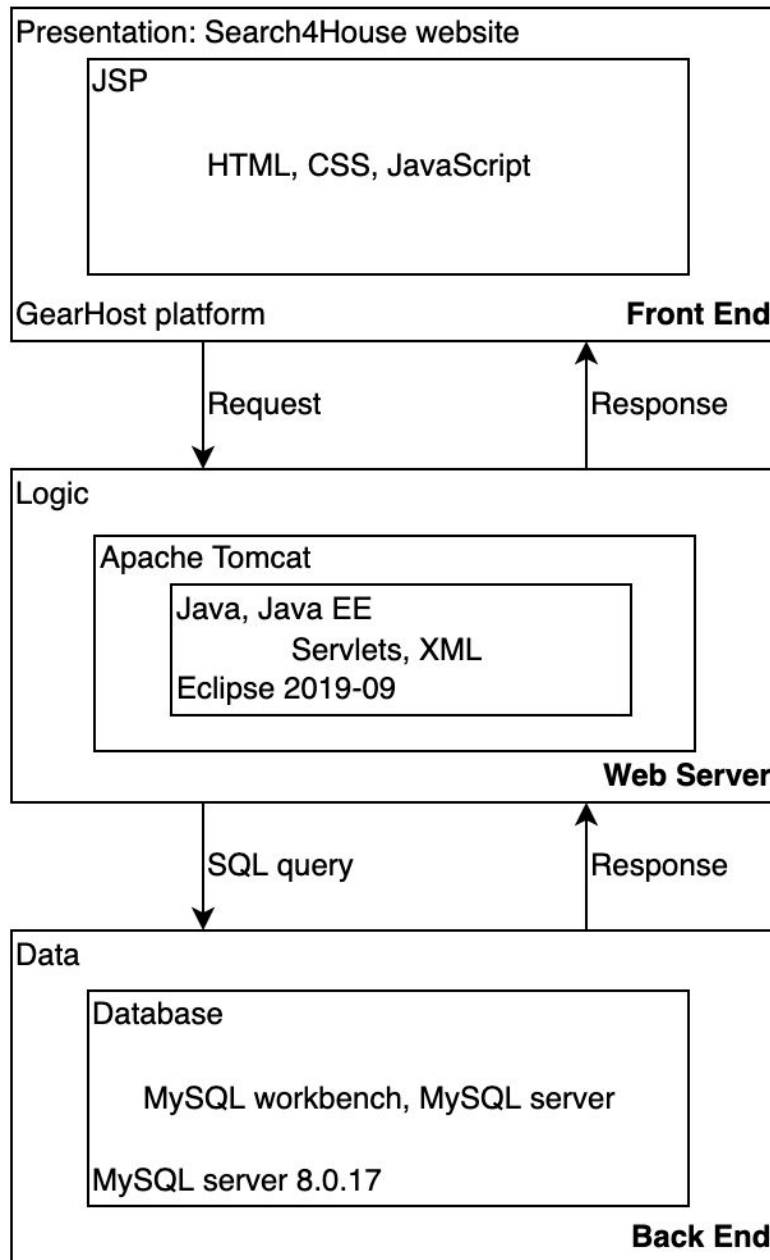 Presentation: Search4House website
JSP
HTML, CSS, JavaScript
GearHost platform
Front End
Request
Response
Logic
Apache Tomcat
Java, Java EE
Servlets, XML
Eclipse 2019-09
Web Server
SQL query
Response
Data
Database
MySQL workbench, MySQL server
MySQL server 8.0.17
Back End